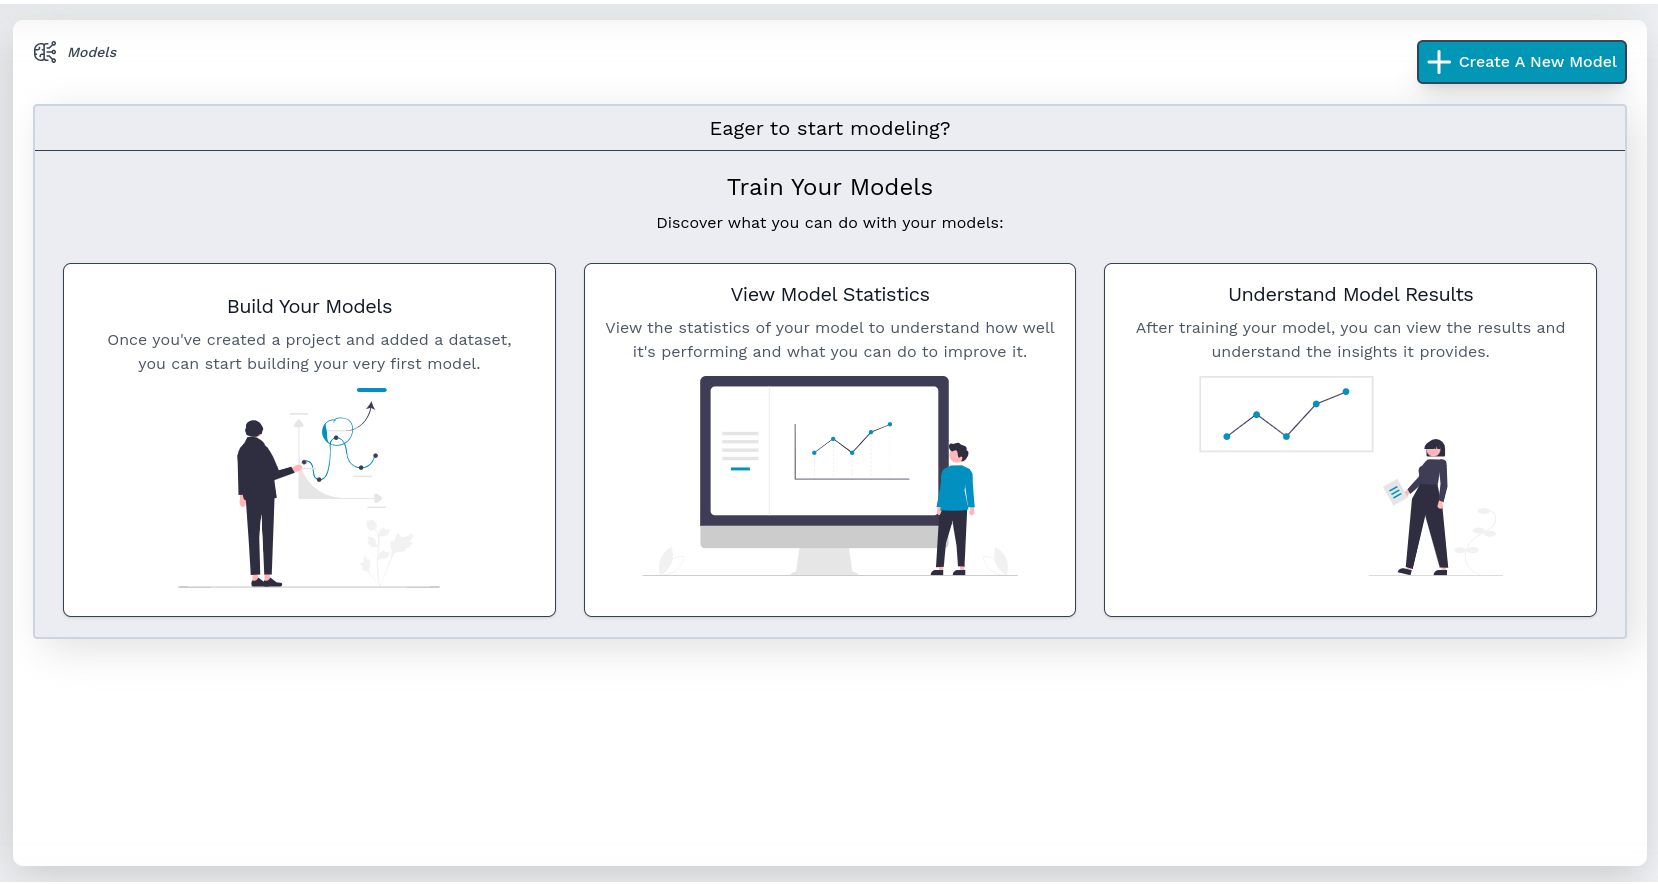 Models
Create A New Model
Eager to start modeling?
Train Your Models
Discover what you can do with your models:
Build Your Models
Once you've created a project and added a dataset,
you can start building your very first model.
View Model Statistics
View the statistics of your model to understand how well
it's performing and what you can do to improve it.
Understand Model Results
After training your model, you can view the results and
understand the insights it provides.